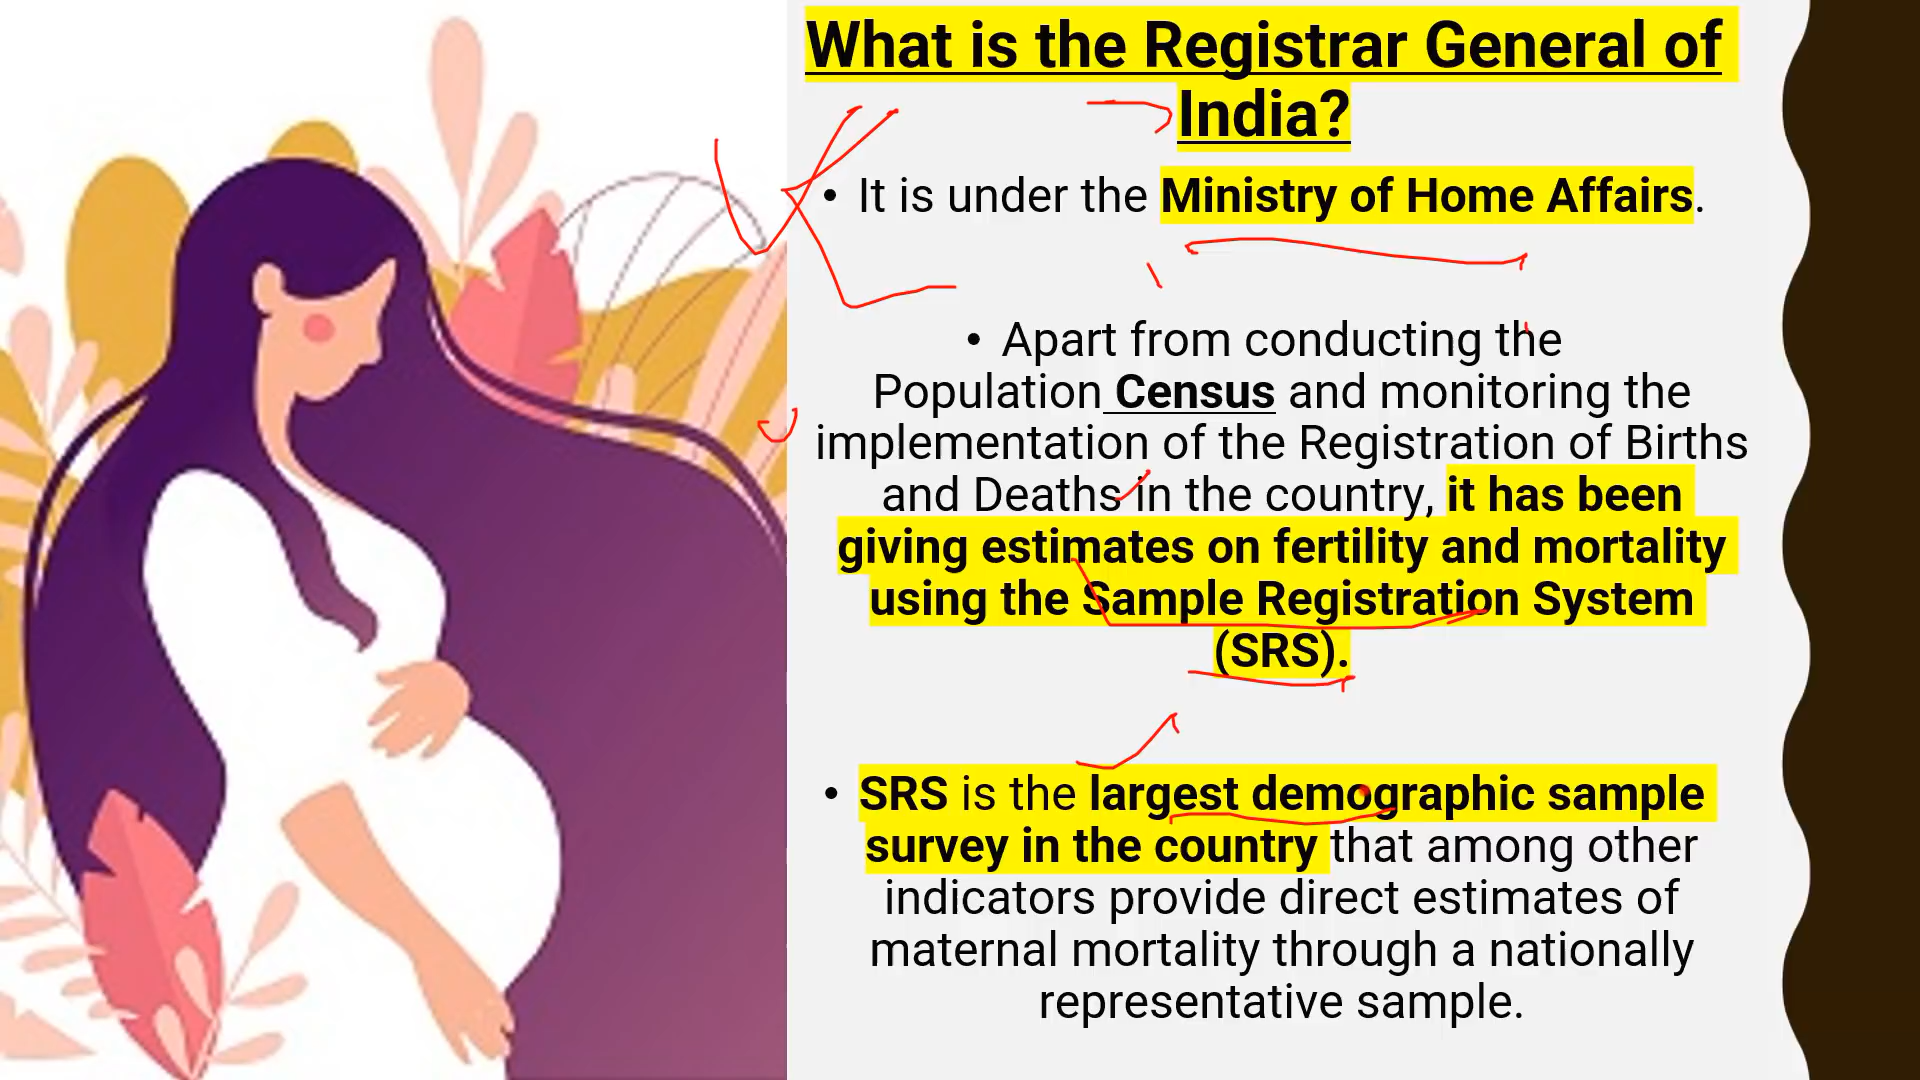 What is the Registrar General of
India?
• It is under the Ministry of Home Affairs.
• Apart from conducting the
Population Census and monitoring the
implementation of the Registration of Births
and Deaths in the country, it has been
giving estimates on fertility and mortality
using the Sample Registration System
(SRS).
• SRS is the largest demographic sample
survey in the country that among other
indicators provide direct estimates of
maternal mortality through a nationally
representative sample.